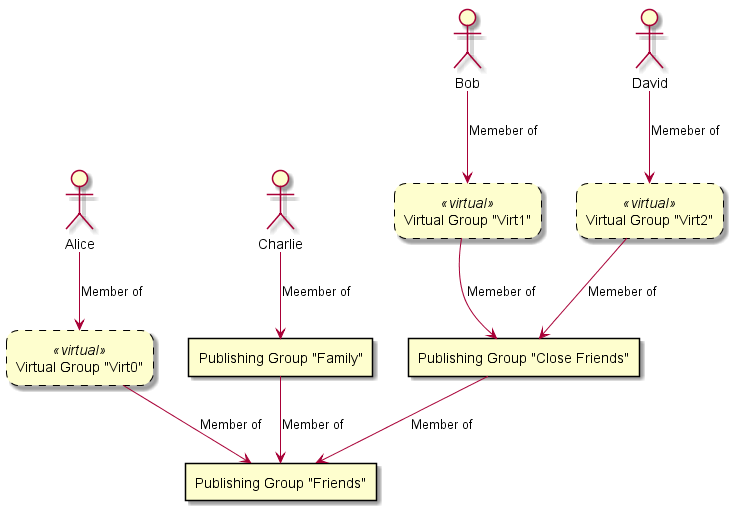 Bob
David
Memeber of
Memeber of
Alice
Charlie
«virtual»
Virtual Group "Virt1"
«virtual»
Virtual Group "Virt2"
Member of
Meember of
Memeber of
Memeber of
«virtual»
Virtual Group "Virt0"
Publishing Group "Family"
Publishing Group "Close Friends"
Member of
Member of
Member of
Publishing Group "Friends"